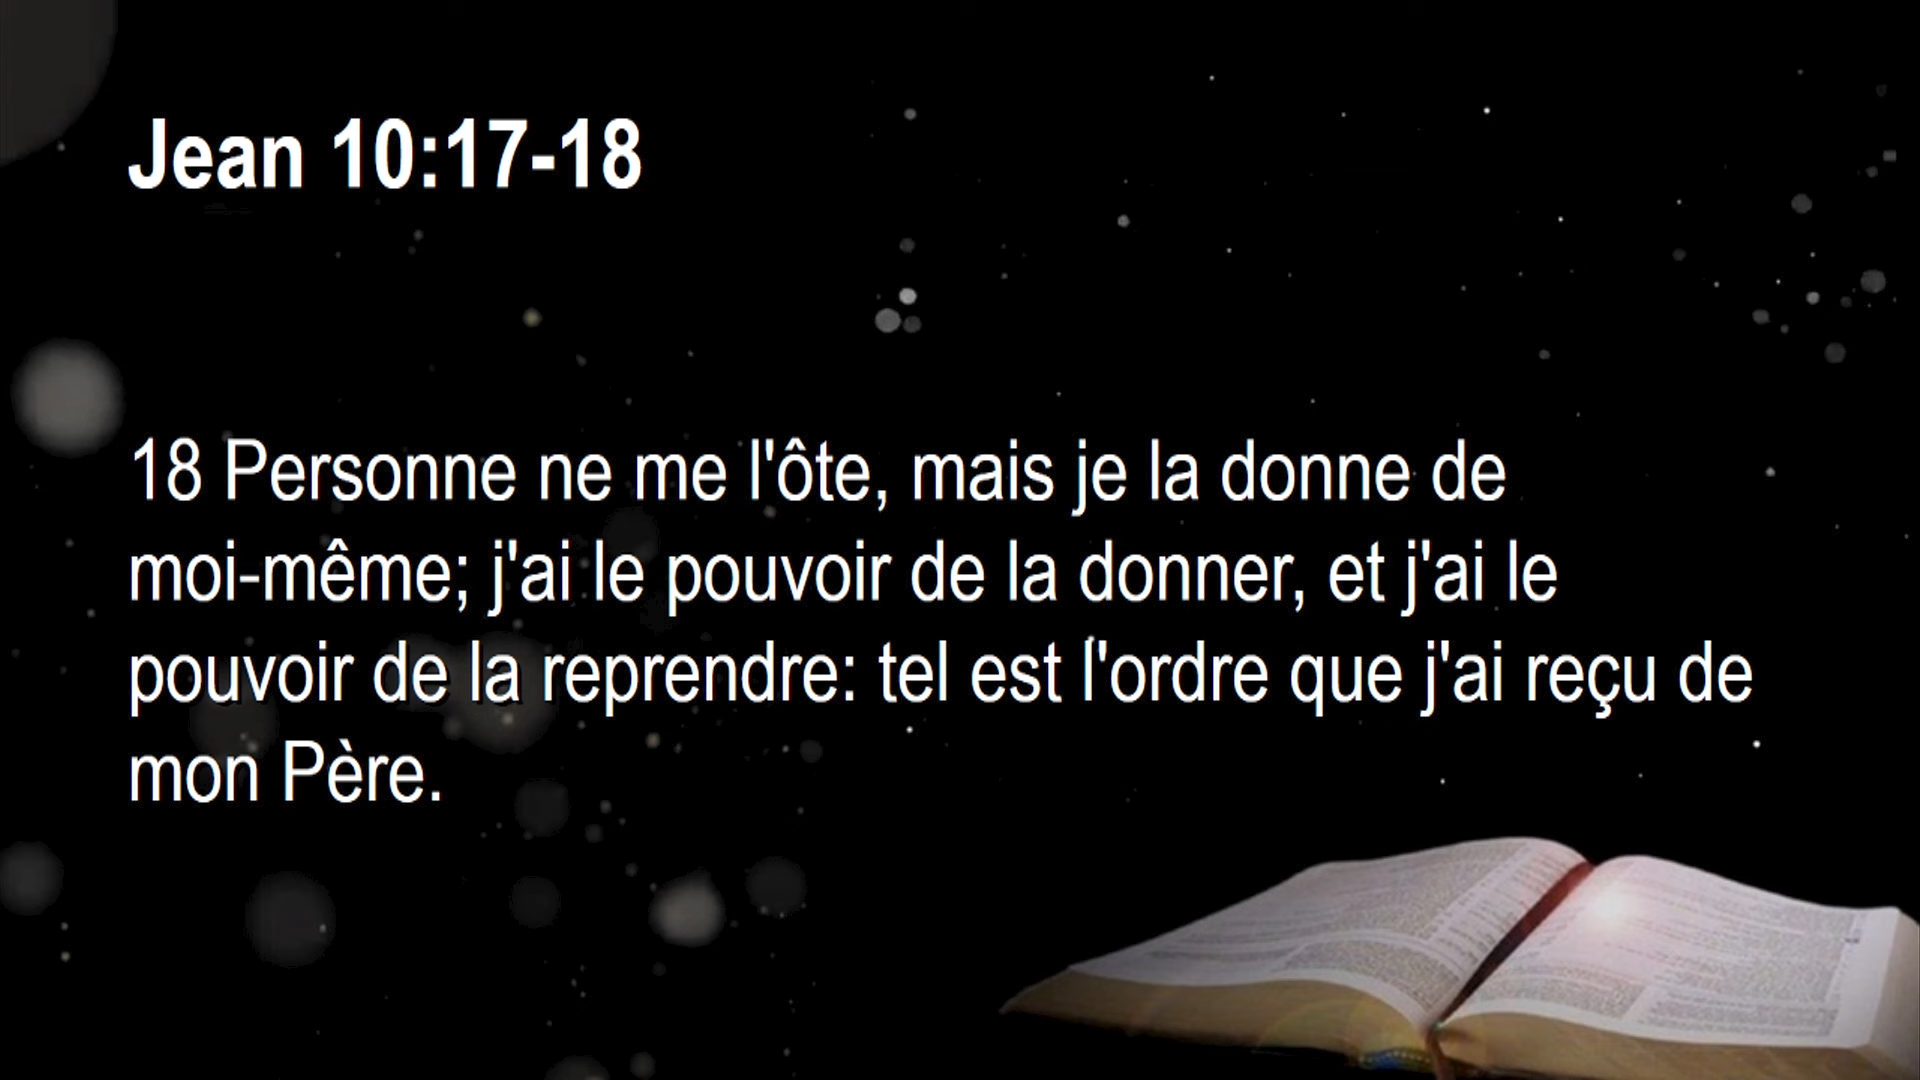 Jean 10:17-18
18 Personne ne me l'ôte, mais je la donne de
moi-même; j'ai le pouvoir de la donner, et j'ai le
pouvoir de la reprendre: tel est l'ordre que j'ai reçu de
mon Père.